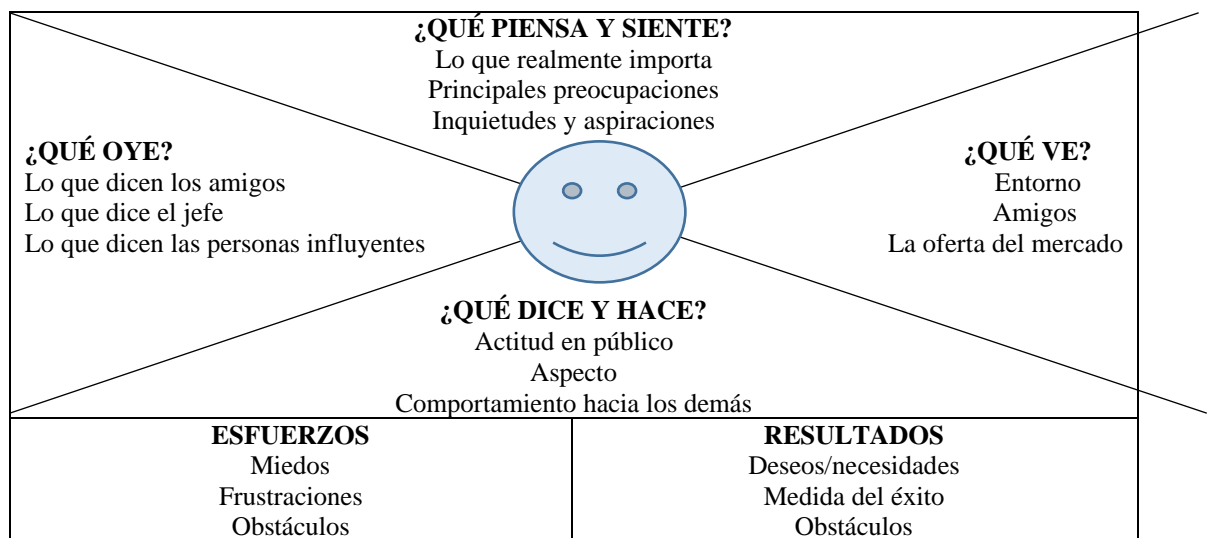 ¿QUÉ PIENSA Y SIENTE?
Lo que realmente importa
Principales preocupaciones
Inquietudes y aspiraciones
¿QUÉ OYE?
Lo que dicen los amigos
Lo que dice el jefe
Lo que dicen las personas influyentes
¿QUÉ VE?
Entorno
Amigos
La oferta del mercado
¿QUÉ DICE Y HACE?
Actitud en público
Aspecto
Comportamiento hacia los demás
ESFUERZOS
Miedos
Frustraciones
Obstáculos
RESULTADOS
Deseos/necesidades
Medida del éxito
Obstáculos